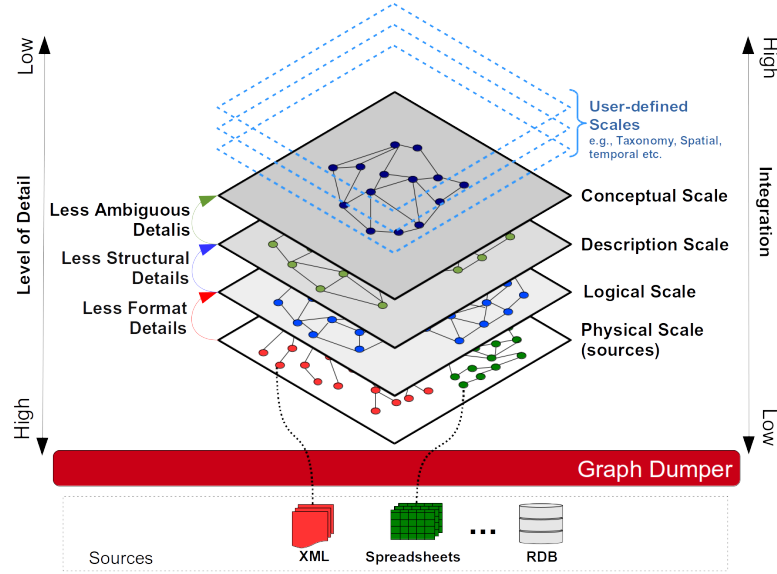 Low
High
User-defined
Scales
e.g., Taxonomy, Spatial,
temporal etc.
Level of Detail
Integration
Less Ambiguous
Detalis
Conceptual Scale
Less Structural
Details
Description Scale
Less Format
Details
Logical Scale
Physical Scale
(sources)
High
Low
Graph Dumper
Sources
XML
Spreadsheets
...
RDB